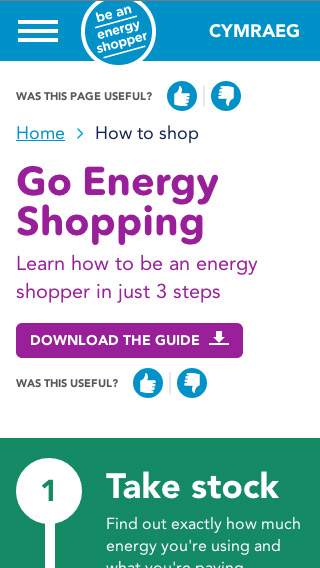 be an
energy
shopper
CYMRAEG
WAS THIS PAGE USEFUL?
Home > How to shop
Go Energy
Shopping
Learn how to be an energy
shopper in just 3 steps
DOWNLOAD THE GUIDE
WAS THIS USEFUL?
1
Take stock
Find out exactly how much
energy you're using and
what you're paying